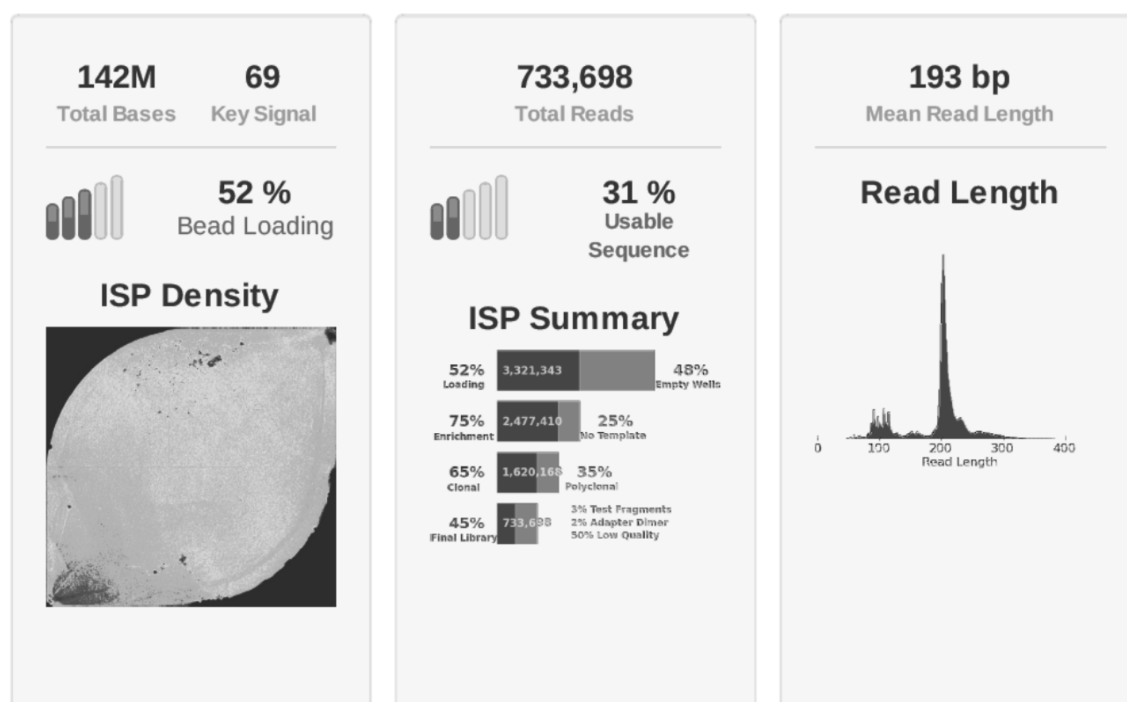 142M 69
Total Bases Key Signal
52 %
Bead Loading
ISP Density
733,698
Total Reads
31 %
Usable
Sequence
ISP Summary
52% 3,321,343 48%
Loading Empty Wells
75% 2,477,410 25%
Enrichment No Template
65% 1,620,168 35%
Clonal Polyclonal
3% Test Fragments
45% 733,698 2% Adapter Dimer
Final Library 50% Low Quality
193 bp
Mean Read Length
Read Length
0 100 200 300 400
Read Length